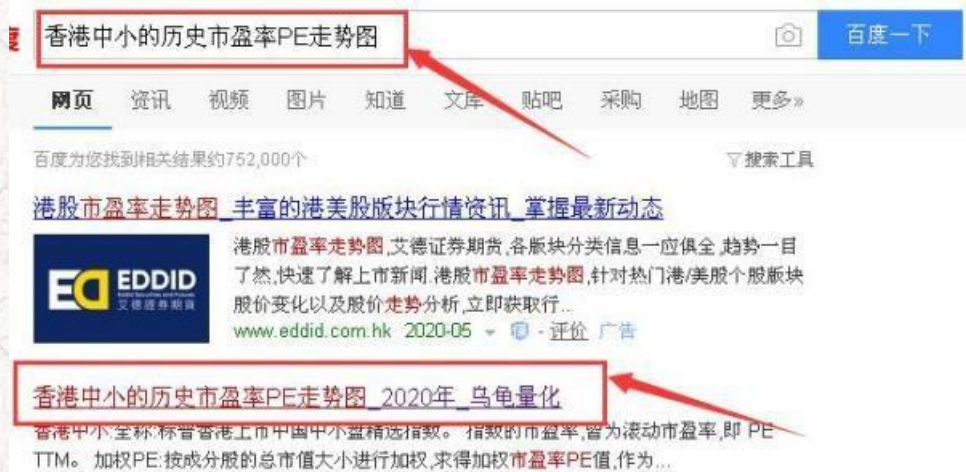 香港中小的历史市盈率PE走势图
百度一下
网页 资讯 视频 图片 知道 文库 贴吧 采购 地图 更多»
百度为您找到相关结果约752,000个
搜索工具
港股市盈率走势图_丰富的港美股版块行情资讯_掌握最新动态
EDDID
艾德證券期貨
港股市盈率走势图,艾德证券期货,各版块分类信息一应俱全,趋势一目
了然,快速了解上市新闻.港股市盈率走势图,针对热门港/美股个股版块
股价变化以及股价走势分析,立即获取行...
www.eddid.com.hk 2020-05 - 评价 广告
香港中小的历史市盈率PE走势图_2020年_乌龟量化
香港中小:全称:标普香港上市中国中小盘精选指数。 指数的市盈率,皆为滚动市盈率,即 PE
TTM。 加权PE:按成分股的总市值大小进行加权,求得加权市盈率PE值,作为...